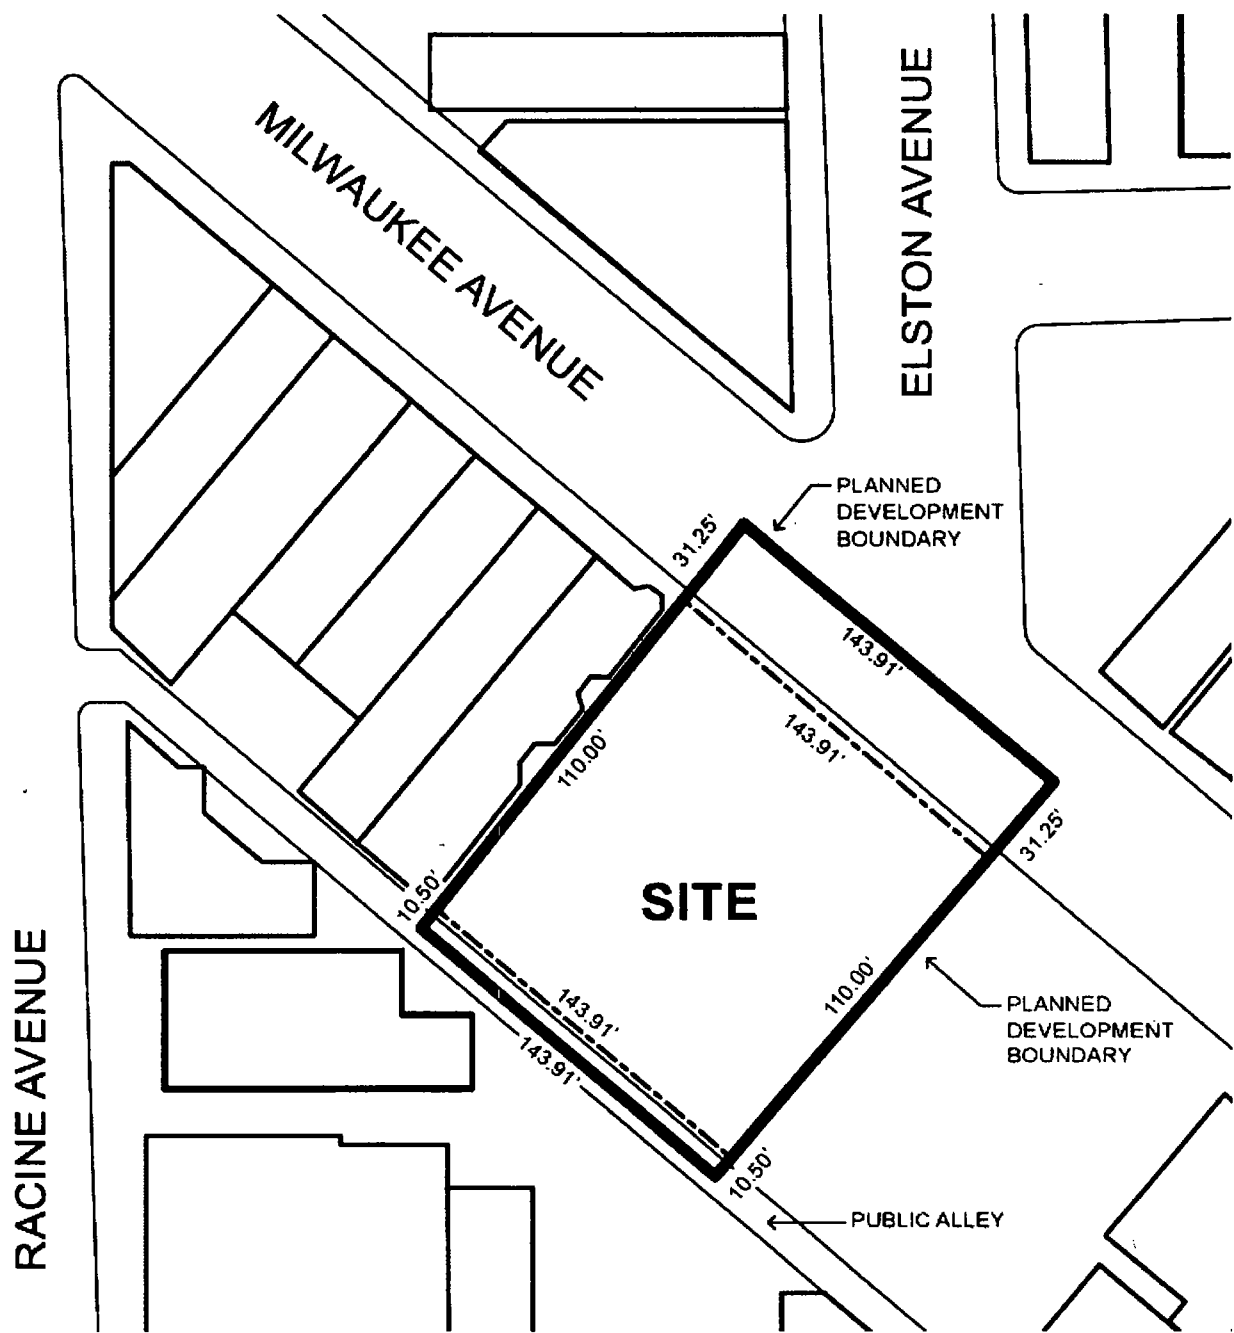 MILWAUKEE AVENUE
ELSTON AVENUE
PLANNED
DEVELOPMENT
BOUNDARY
31.25'
143.91'
143.91'
110.00'
31.25'
10.50'
SITE
110.00'
143.91'
143.91'
PLANNED
DEVELOPMENT
BOUNDARY
RACINE AVENUE
10.50'
PUBLIC ALLEY